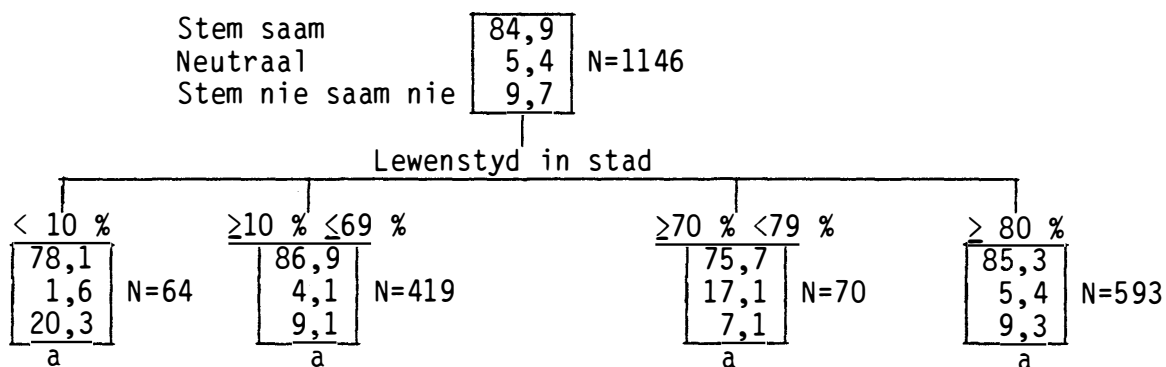 Stem saam 84,9
Neutraal 5,4 N=1146
Stem nie saam nie 9,7
Lewenstyd in stad
< 10 % ≥10 % ≤69 % ≥70 % <79 % ≥ 80 %
78,1 86,9 75,7 85,3
1,6 N=64 4,1 N=419 17,1 N=70 5,4 N=593
20,3 9,1 7,1 9,3
a a a a